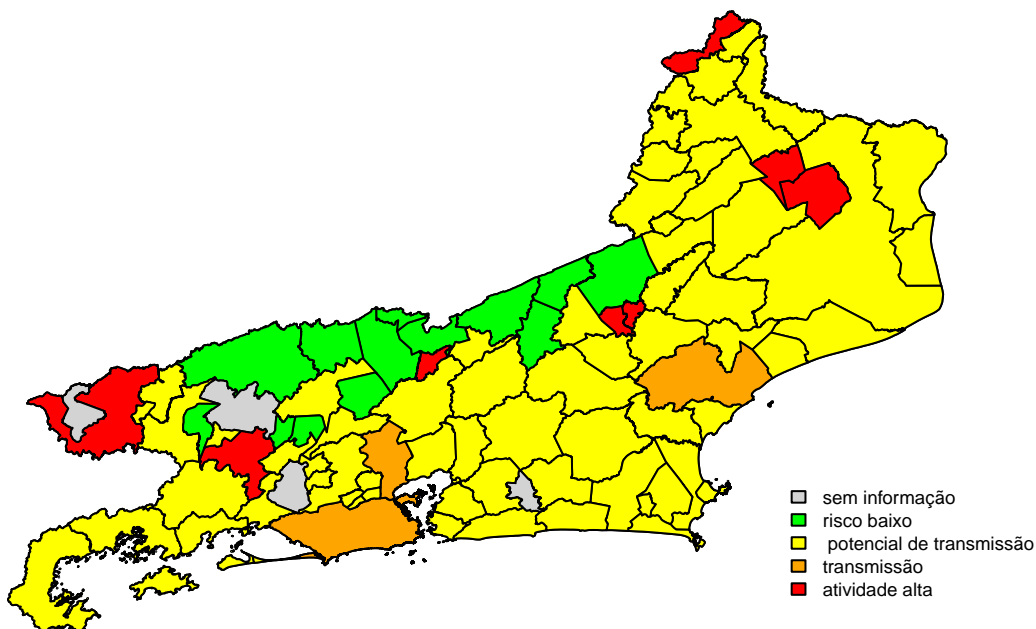 sem informação
risco baixo
potencial de transmissão
transmissão
atividade alta